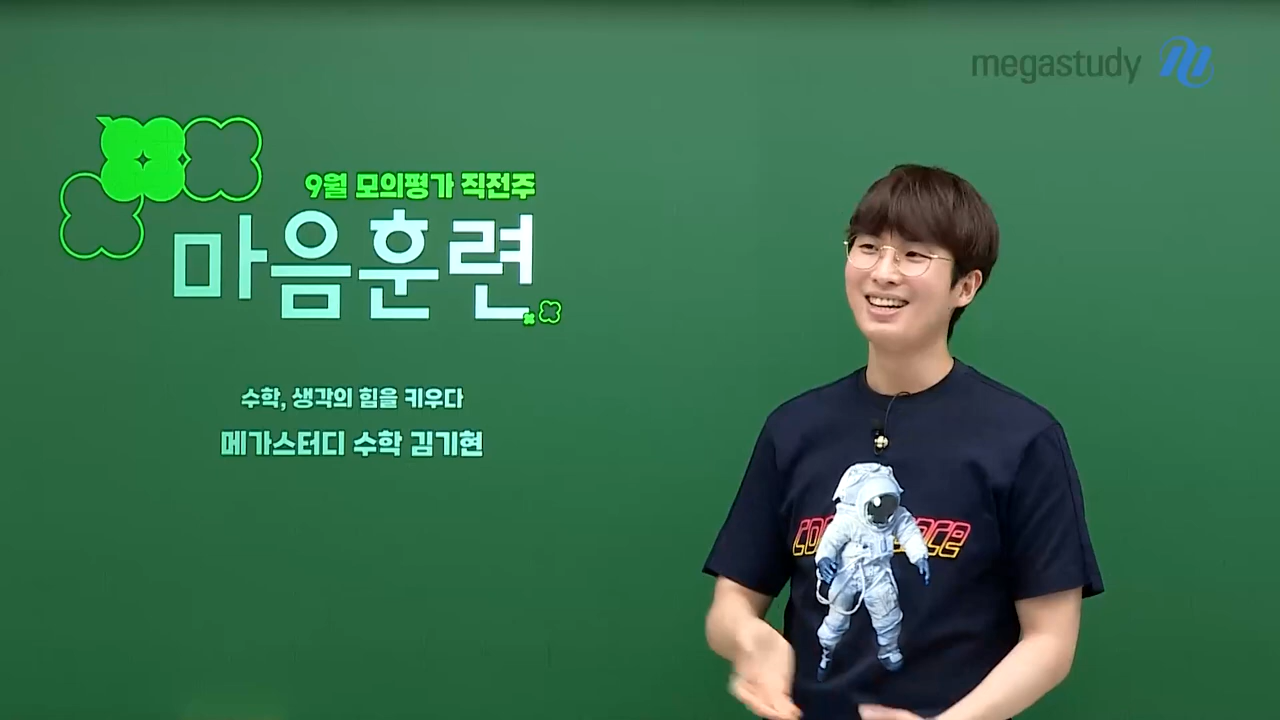 megastudy
9월 모의평가 직전주
마음훈련
수학, 생각의 힘을 키우다
메가스터디 수학 김기현